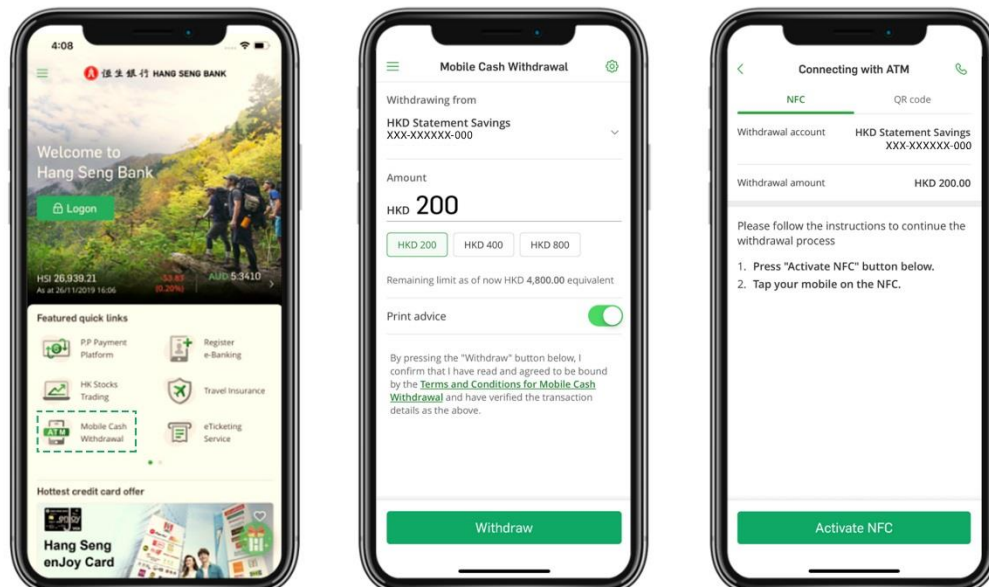 4:08
恒生銀行 HANG SENG BANK
Welcome to
Hang Seng Bank
Logon
HSI 26,939.21
As at 26/11/2019 16:06
-53.83
(0.20%)
AUD 5.3410
Featured quick links
P.P Payment
Platform
Register
e-Banking
HK Stocks
Trading
Travel Insurance
ATM
Mobile Cash
Withdrawal
eTicketing
Service
Hottest credit card offer
enJoy
Hang Seng
enJoy Card
Mobile Cash Withdrawal
Withdrawing from
HKD Statement Savings
XXX-XXXXXX-000
Amount
HKD 200
HKD 200
HKD 400
HKD 800
Remaining limit as of now HKD 4,800.00 equivalent
Print advice
By pressing the "Withdraw" button below, I
confirm that I have read and agreed to be bound
by the Terms and Conditions for Mobile Cash
Withdrawal and have verified the transaction
details as the above.
Withdraw
Connecting with ATM
NFC
QR code
Withdrawal account
HKD Statement Savings
XXX-XXXXXX-000
Withdrawal amount
HKD 200.00
Please follow the instructions to continue the
withdrawal process
1. Press "Activate NFC" button below.
2. Tap your mobile on the NFC.
Activate NFC